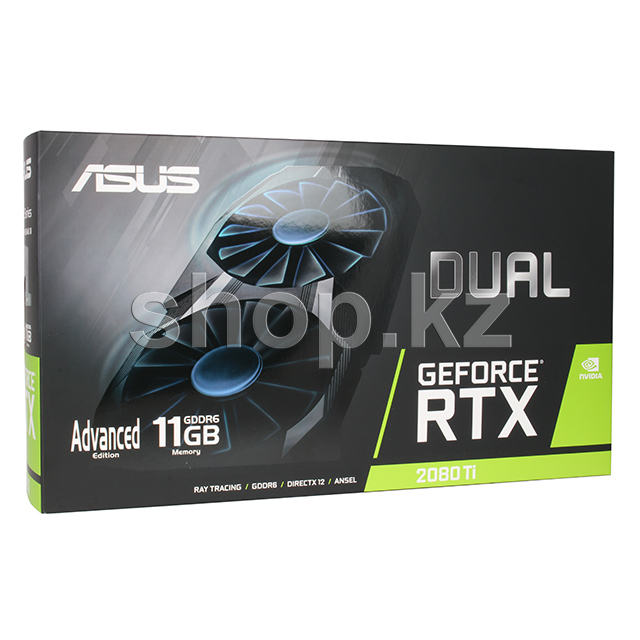 ASUS
DUAL
shop.kz
GEFORCE®
RTX
2080 Ti
NVIDIA
Advanced
Edition
11GB
GDDR6
Memory
RAY TRACING / GDDR6 / DIRECTX 12 / ANSEL
RTX